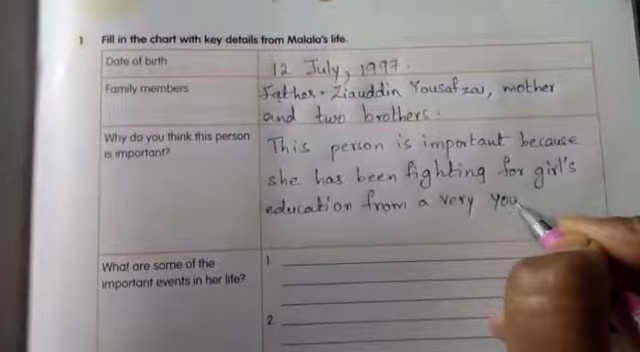 1 Fill in the chart with key details from Malala's life.
Date of birth
12 July, 1997.
Family members
Father - Ziauddin Yousafzai, mother
and two brothers.
Why do you think this person
is important?
This person is important because
she has been fighting for girl's
education from a very you
What are some of the
important events in her life?
1
2